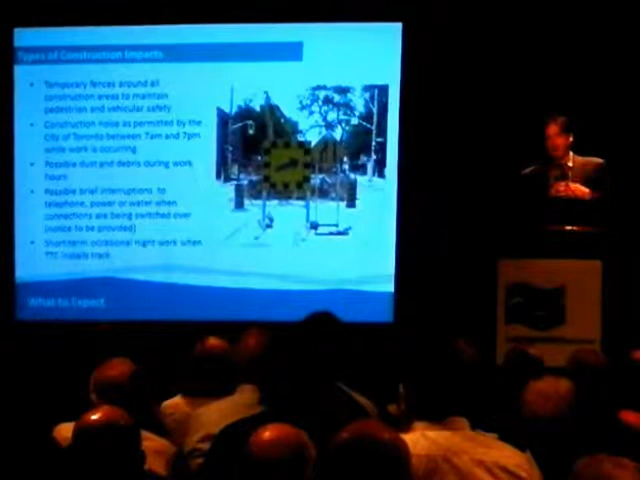 Types of Construction Impacts
• Temporary fences around all
construction areas to maintain
pedestrian and vehicular safety
• Construction noise as permitted by the
City of Toronto between 7am and 7pm
while work is occurring
• Possible dust and debris during work
hours
• Possible brief interruptions to
telephone, power or water when
connections are being switched over
(notice to be provided)
• Short-term occasional night work when
TTC installs track
What to Expect